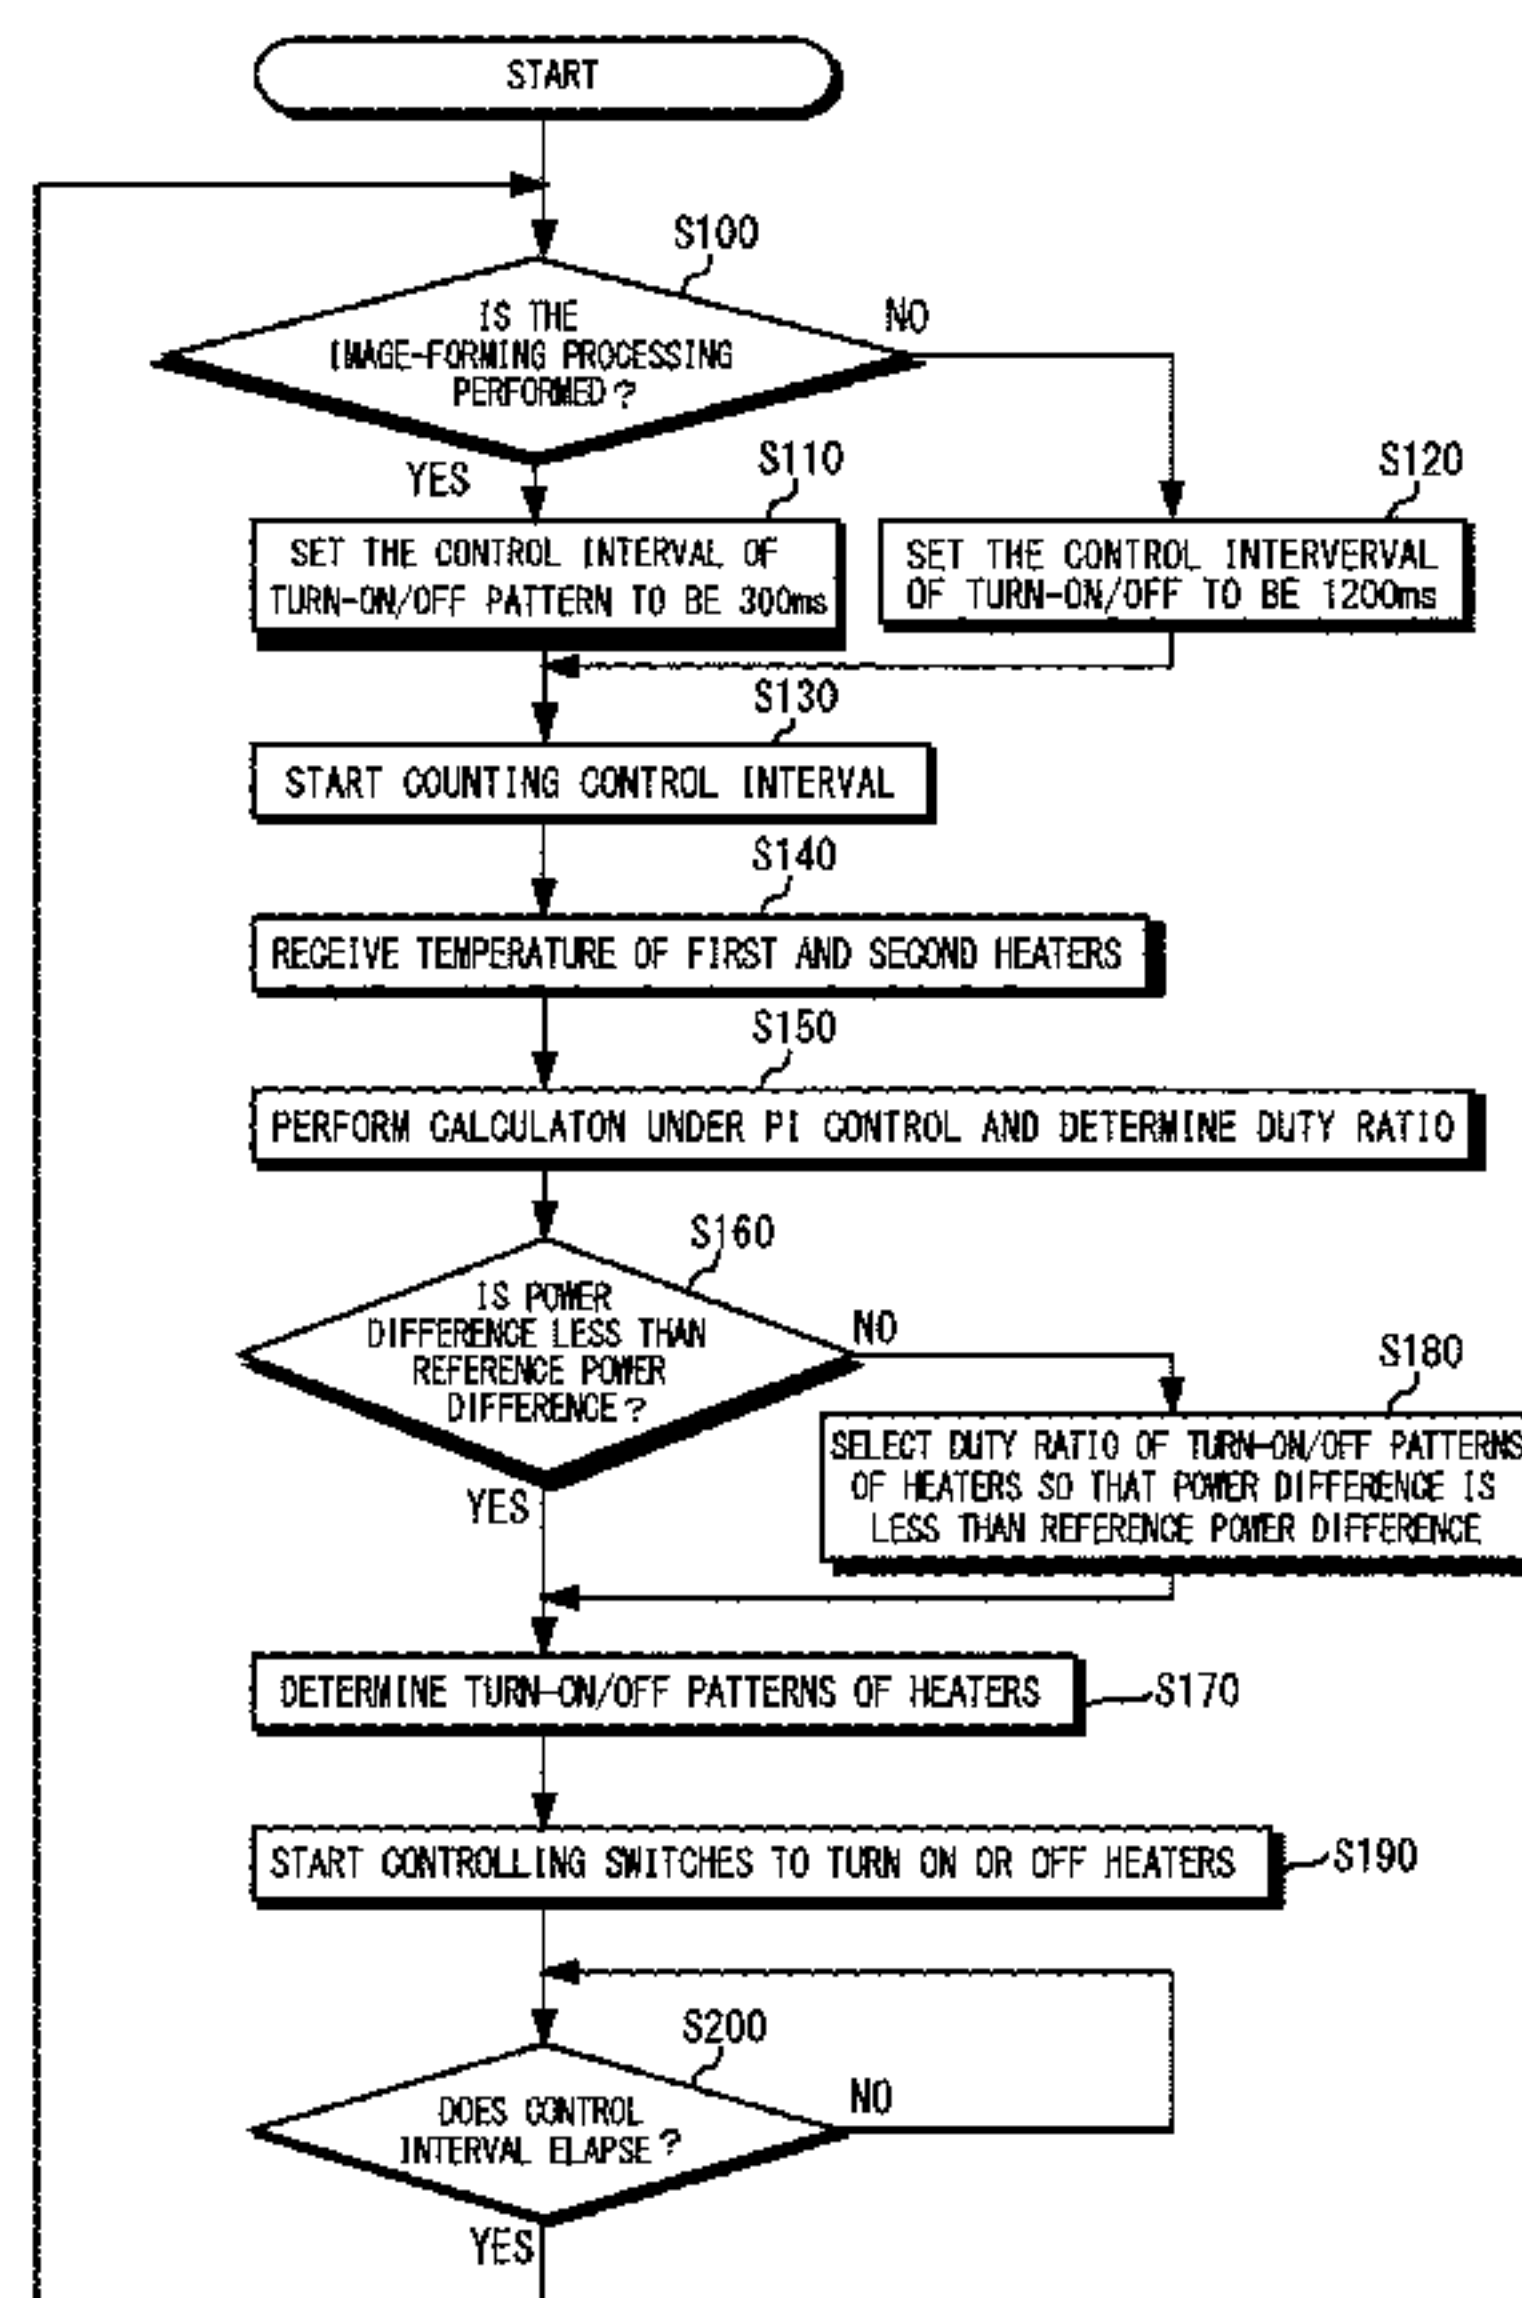 START
S100
IS THE
IMAGE-FORMING PROCESSING
PERFORMED?
NO
YES
S110
SET THE CONTROL INTERVAL OF
TURN-ON/OFF PATTERN TO BE 300ms
S120
SET THE CONTROL INTERVERVAL
OF TURN-ON/OFF TO BE 1200ms
S130
START COUNTING CONTROL INTERVAL
S140
RECEIVE TEMPERATURE OF FIRST AND SECOND HEATERS
S150
PERFORM CALCULATON UNDER PI CONTROL AND DETERMINE DUTY RATIO
S160
IS POWER
DIFFERENCE LESS THAN
REFERENCE POWER
DIFFERENCE?
NO
YES
S180
SELECT DUTY RATIO OF TURN-ON/OFF PATTERNS
OF HEATERS SO THAT POWER DIFFERENCE IS
LESS THAN REFERENCE POWER DIFFERENCE
DETERMINE TURN-ON/OFF PATTERNS OF HEATERS
S170
START CONTROLLING SWITCHES TO TURN ON OR OFF HEATERS
S190
S200
DOES CONTROL
INTERVAL ELAPSE?
NO
YES